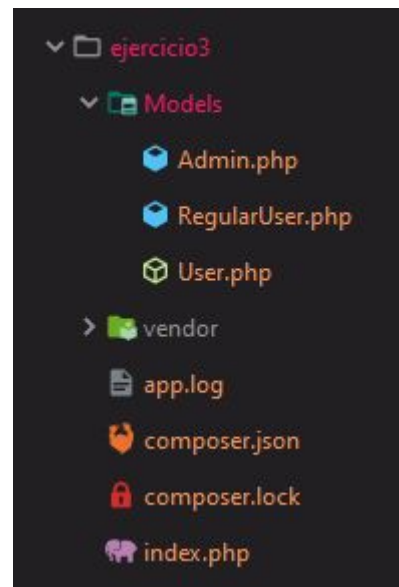 ejercicio3
Models
Admin.php
RegularUser.php
User.php
vendor
app.log
composer.json
composer.lock
index.php